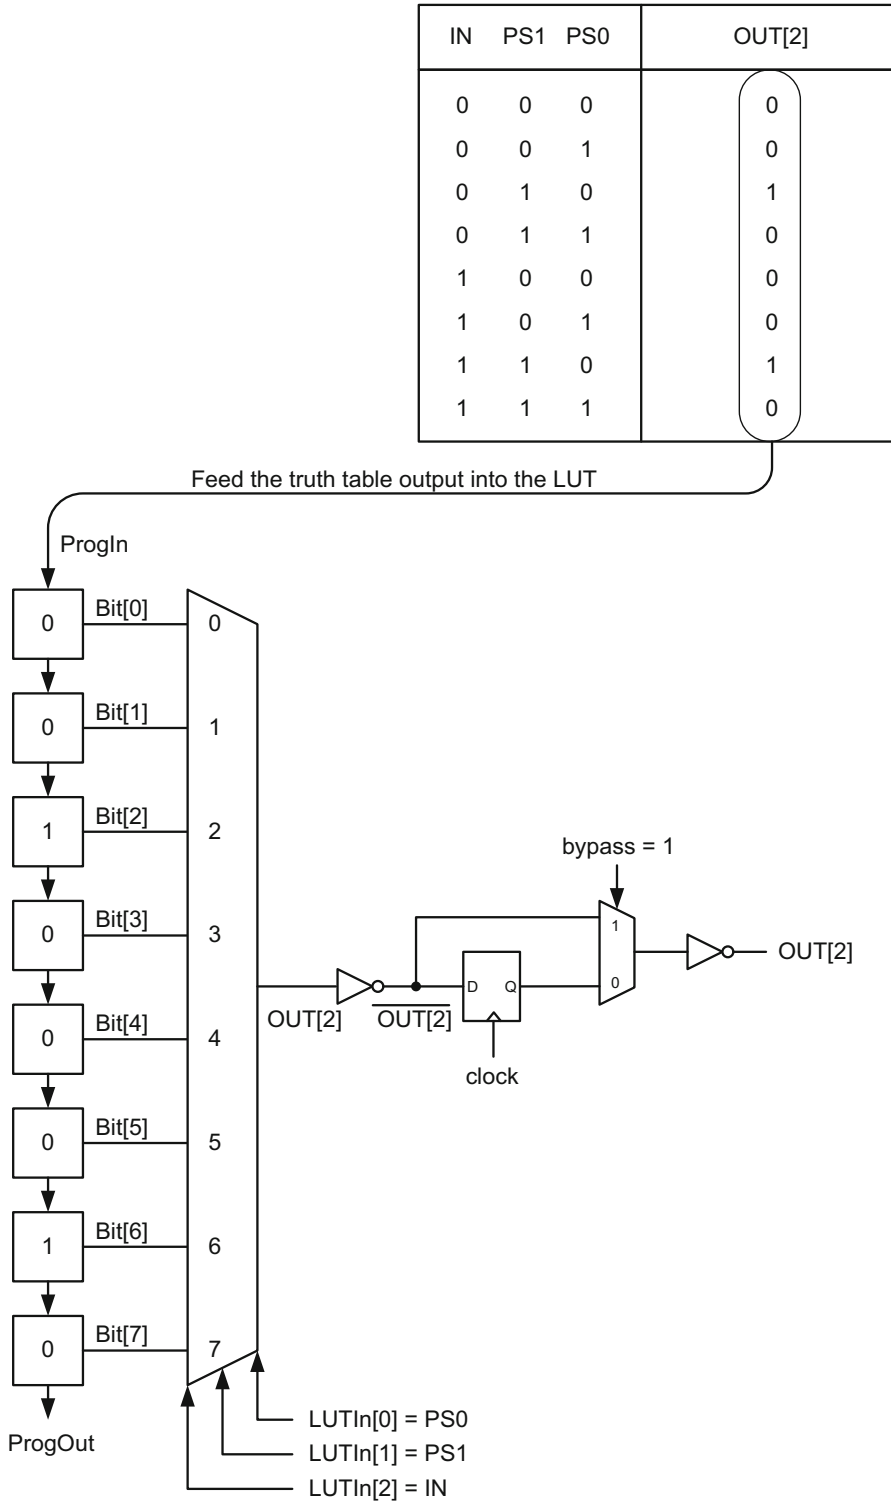 IN PS1 PS0 OUT[2]
0 0 0 0
0 0 1 0
0 1 0 1
0 1 1 0
1 0 0 0
1 0 1 0
1 1 0 1
1 1 1 0
Feed the truth table output into the LUT
ProgIn
0 Bit[0] 0
0 Bit[1] 1
1 Bit[2] 2
bypass = 1
0 Bit[3] 3
1
OUT[2]
D Q 0
OUT[2] OUT[2]
0 Bit[4] 4
clock
0 Bit[5] 5
1 Bit[6] 6
0 Bit[7] 7
LUTIn[0] = PS0
ProgOut
LUTIn[1] = PS1
LUTIn[2] = IN